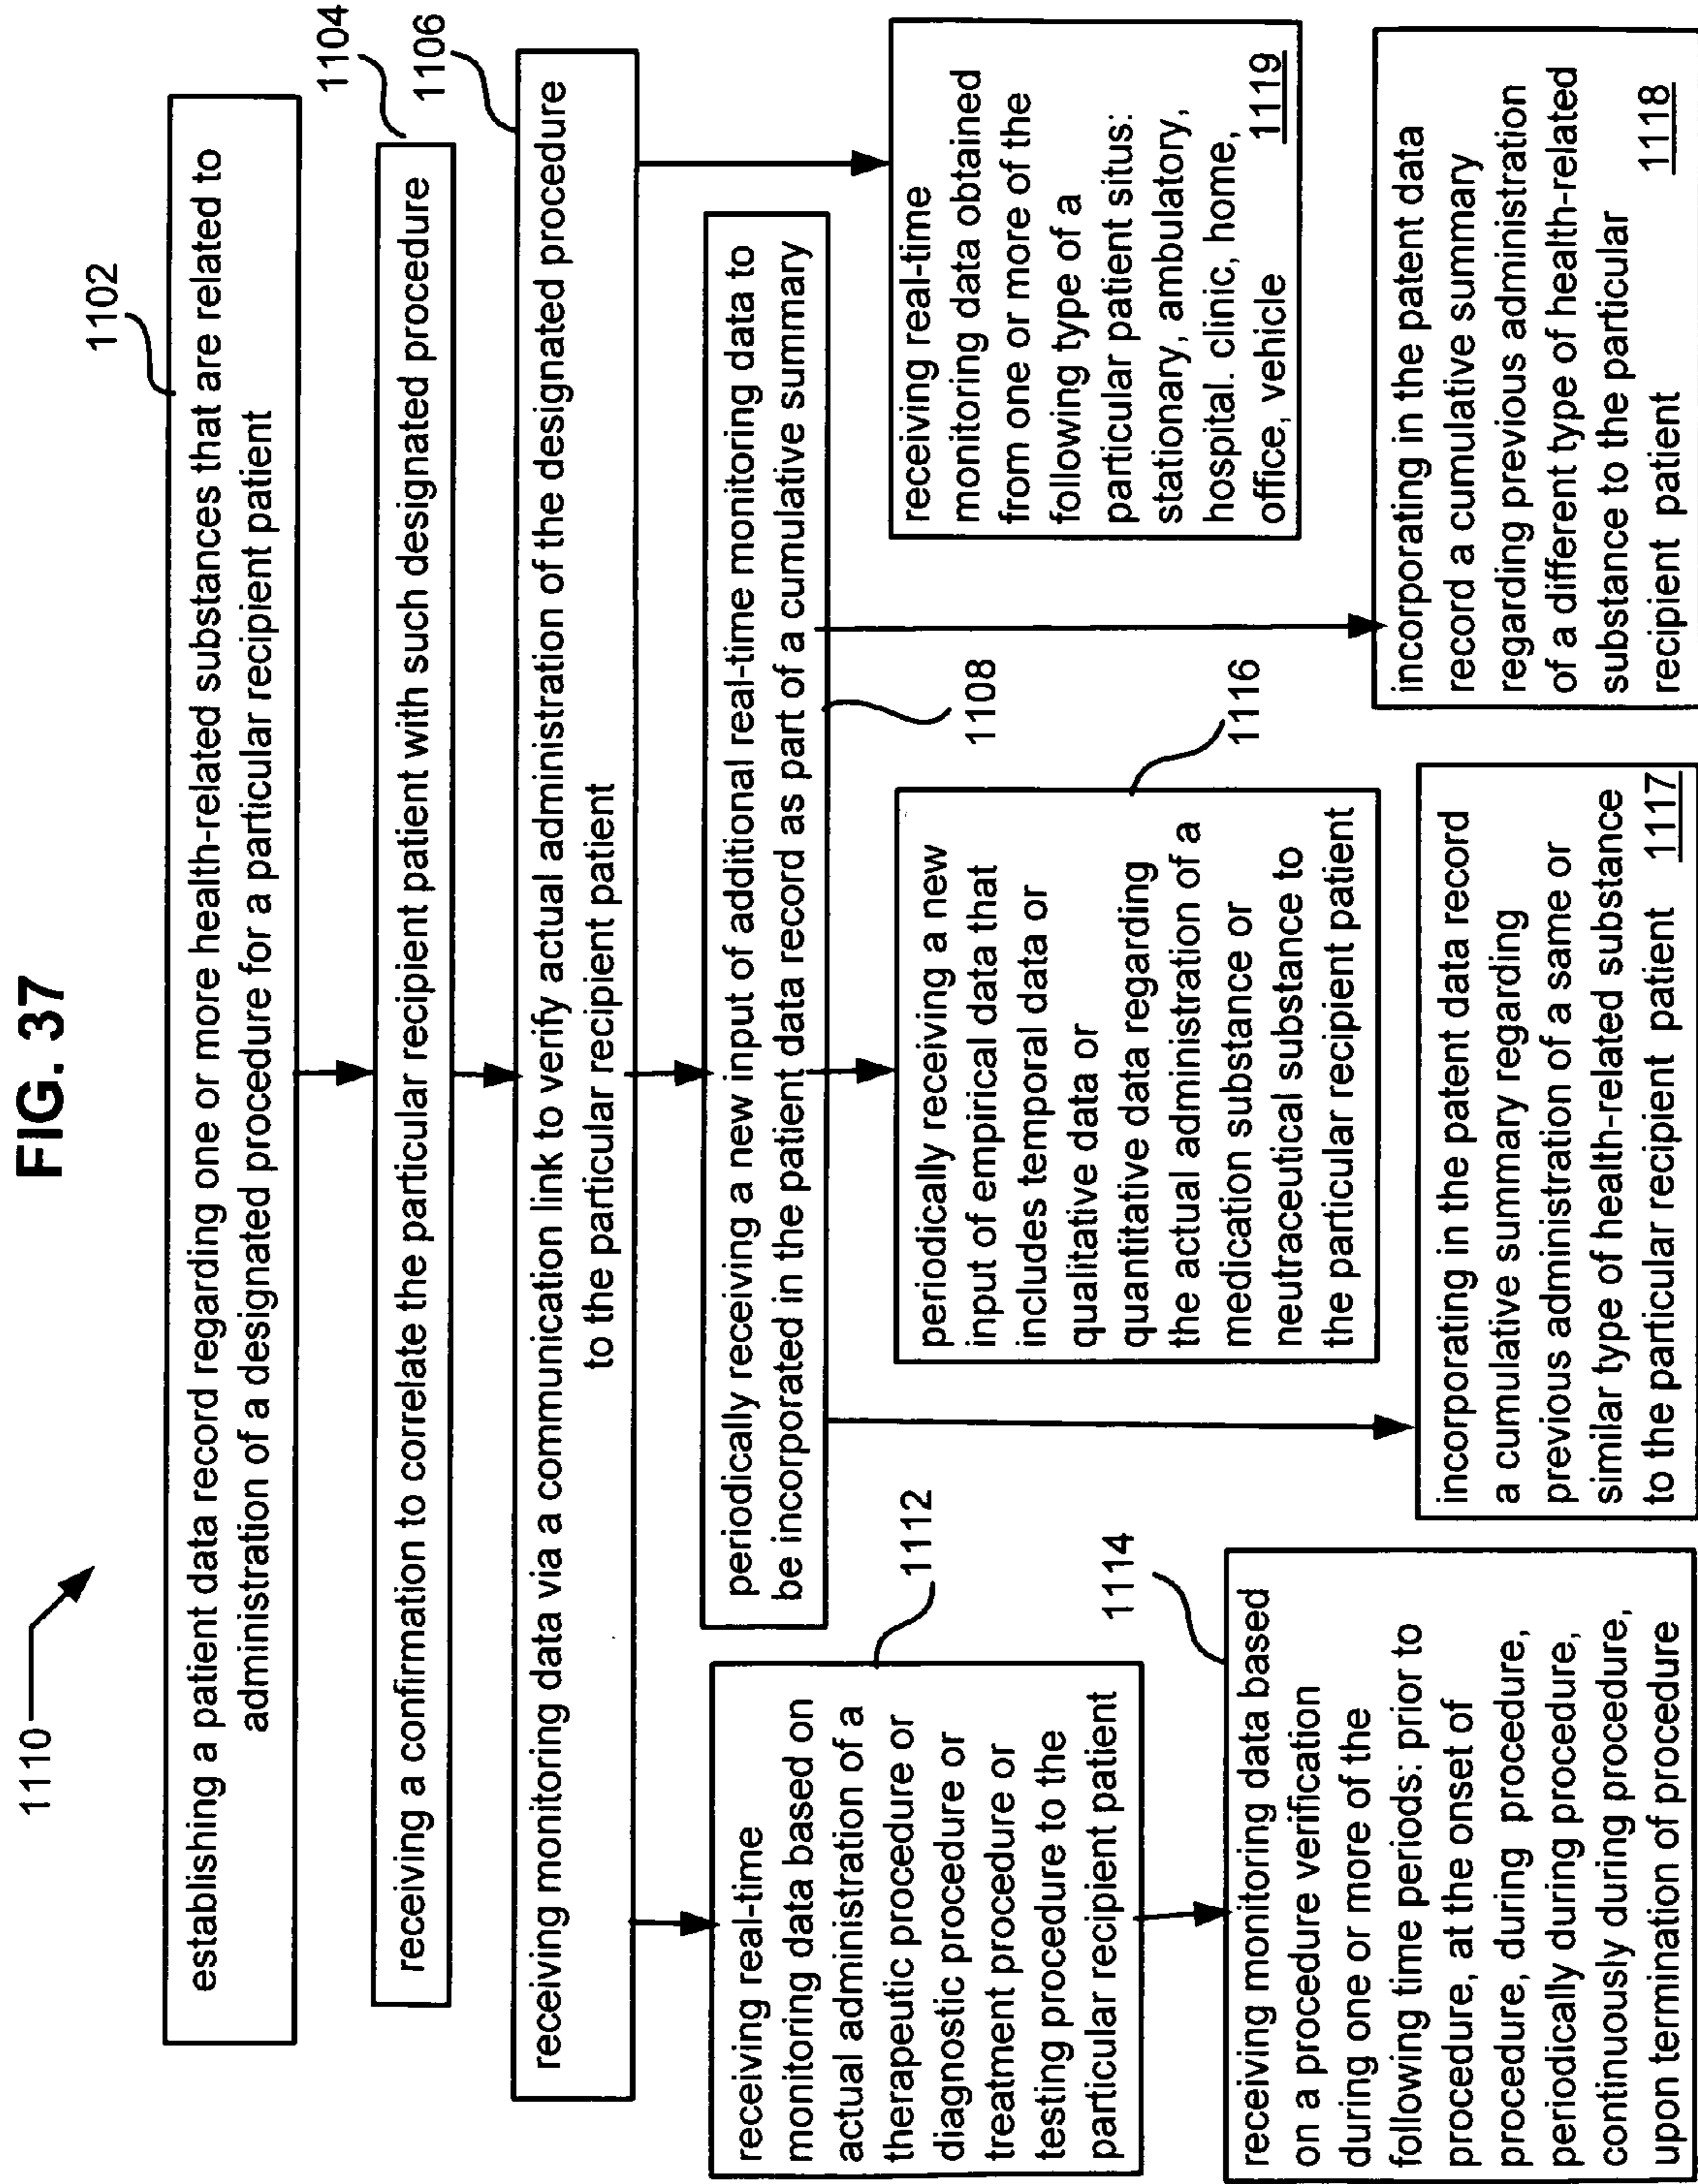 FIG. 37
1110
1102
establishing a patient data record regarding one or more health-related substances that are related to
administration of a designated procedure for a particular recipient patient
1104
receiving a confirmation to correlate the particular recipient patient with such designated procedure
1106
receiving monitoring data via a communication link to verify actual administration of the designated procedure
to the particular recipient patient
periodically receiving a new input of additional real-time monitoring data to
be incorporated in the patient data record as part of a cumulative summary
1108
receiving real-time
monitoring data based on
actual administration of a
therapeutic procedure or
diagnostic procedure or
treatment procedure or
testing procedure to the
particular recipient patient
1112
receiving monitoring data based
on a procedure verification
during one or more of the
following time periods: prior to
procedure, at the onset of
procedure, during procedure,
periodically during procedure,
continuously during procedure,
upon termination of procedure
1114
periodically receiving a new
input of empirical data that
includes temporal data or
qualitative data or
quantitative data regarding
the actual administration of a
medication substance or
neutraceutical substance to
the particular recipient patient
1116
incorporating in the patent data record
a cumulative summary regarding
previous administration of a same or
similar type of health-related substance
to the particular recipient patient 1117
receiving real-time
monitoring data obtained
from one or more of the
following type of a
particular patient situs:
stationary, ambulatory,
hospital. clinic, home,
office, vehicle 1119
incorporating in the patent data
record a cumulative summary
regarding previous administration
of a different type of health-related
substance to the particular
recipient patient 1118